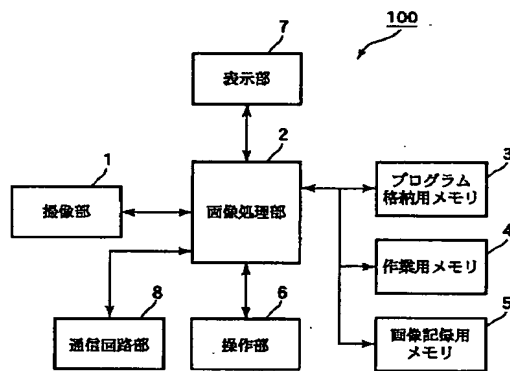 100
7
表示部
1
撮像部
2
画像処理部
3
プログラム
格納用メモリ
4
作業用メモリ
5
画像記録用
メモリ
8
通信回路部
6
操作部